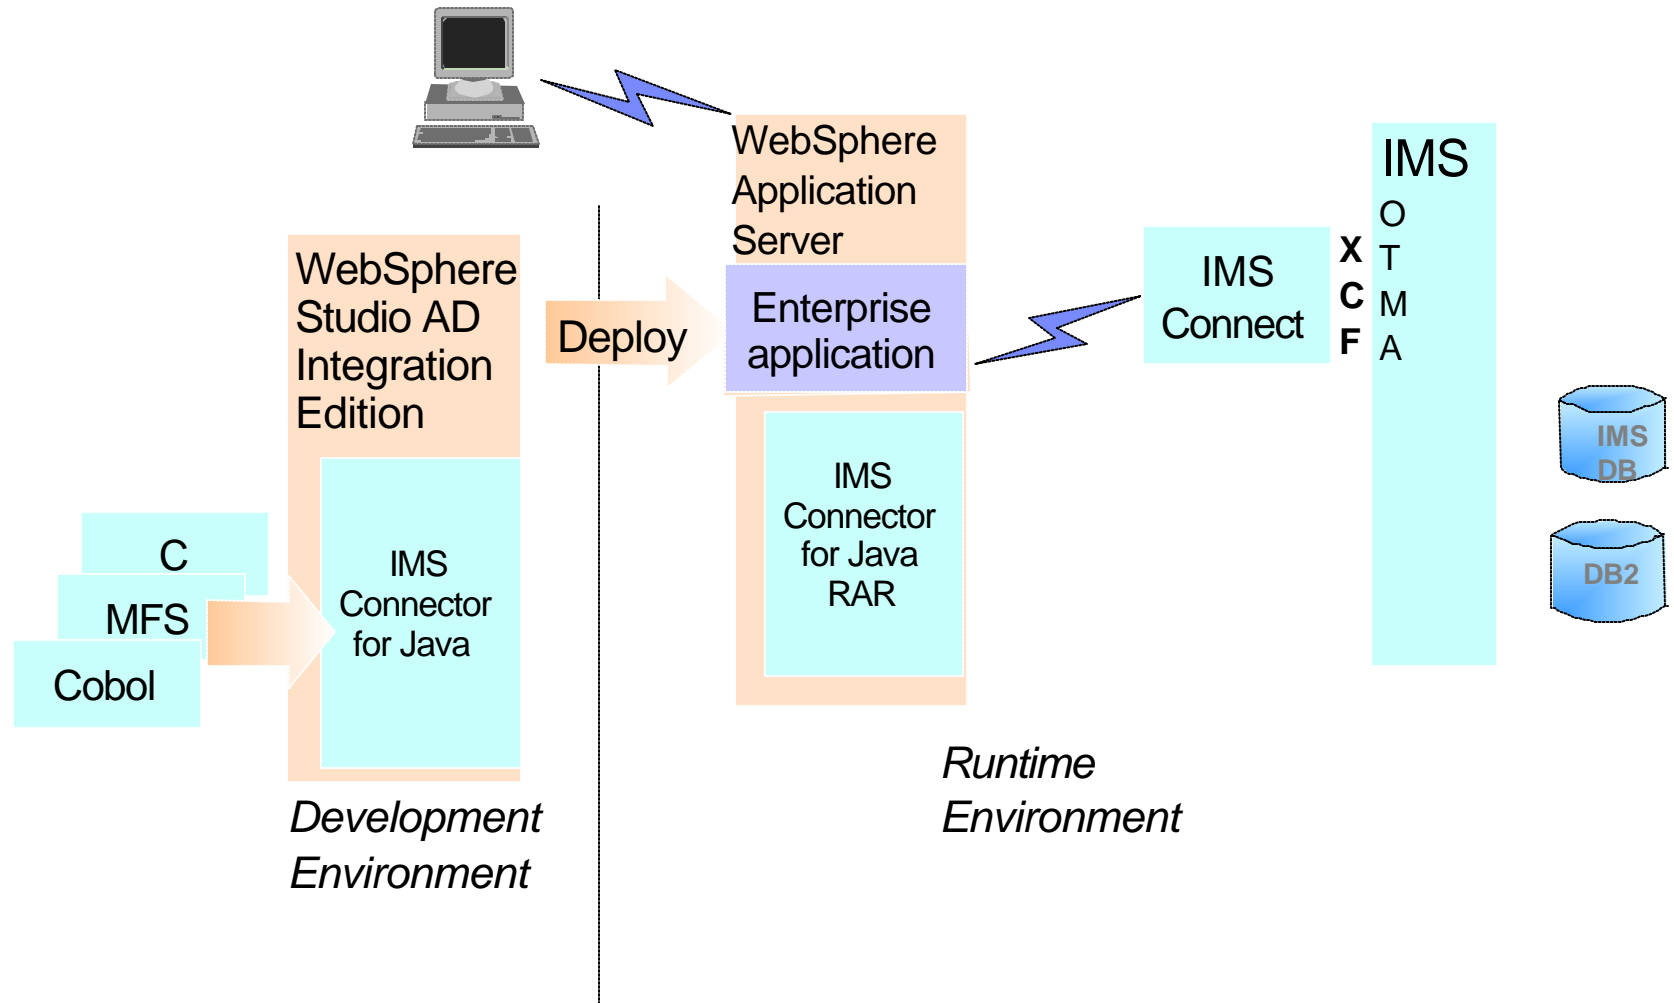 WebSphere
Application
Server
Enterprise
application
IMS
Connector
for Java
RAR
WebSphere
Studio AD
Integration
Edition
IMS
Connector
for Java
Deploy
C
MFS
Cobol
IMS
Connect
X
C
F
IMS
O
T
M
A
IMS
DB
DB2
Development
Environment
Runtime
Environment